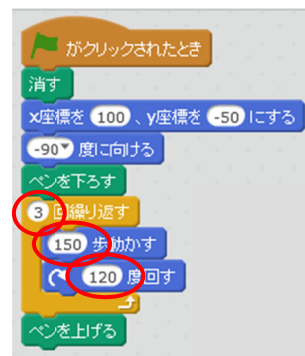 がクリックされたとき
消す
x座標を 100 、y座標を -50 にする
-90 度に向ける
ペンを下ろす
3 回繰り返す
150 歩動かす
120 度回す
ペンを上げる